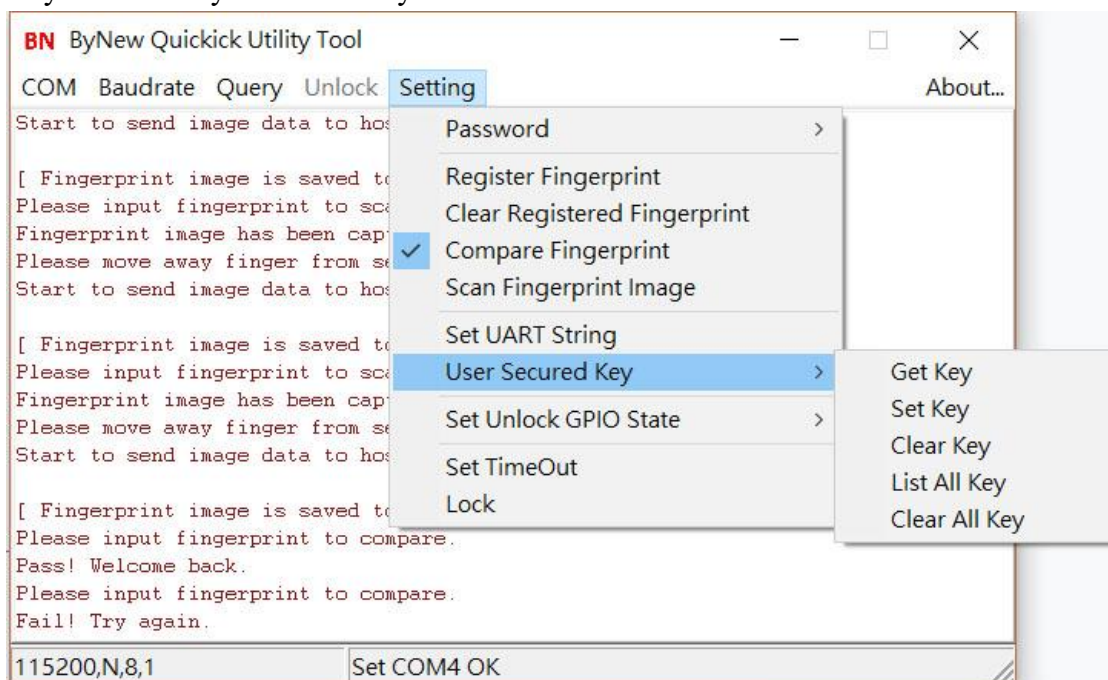 BN ByNew Quickick Utility Tool
COM Baudrate Query Unlock Setting About...
Start to send image data to hos
[ Fingerprint image is saved to
Please input fingerprint to sca
Fingerprint image has been cap
Please move away finger from se
Start to send image data to hos
[ Fingerprint image is saved to
Please input fingerprint to sca
Fingerprint image has been cap
Please move away finger from se
Start to send image data to hos
[ Fingerprint image is saved to
Please input fingerprint to compare.
Pass! Welcome back.
Please input fingerprint to compare.
Fail! Try again.
Password
Register Fingerprint
Clear Registered Fingerprint
Compare Fingerprint
Scan Fingerprint Image
Set UART String
User Secured Key
Set Unlock GPIO State
Set TimeOut
Lock
Get Key
Set Key
Clear Key
List All Key
Clear All Key
115200,N,8,1
Set COM4 OK